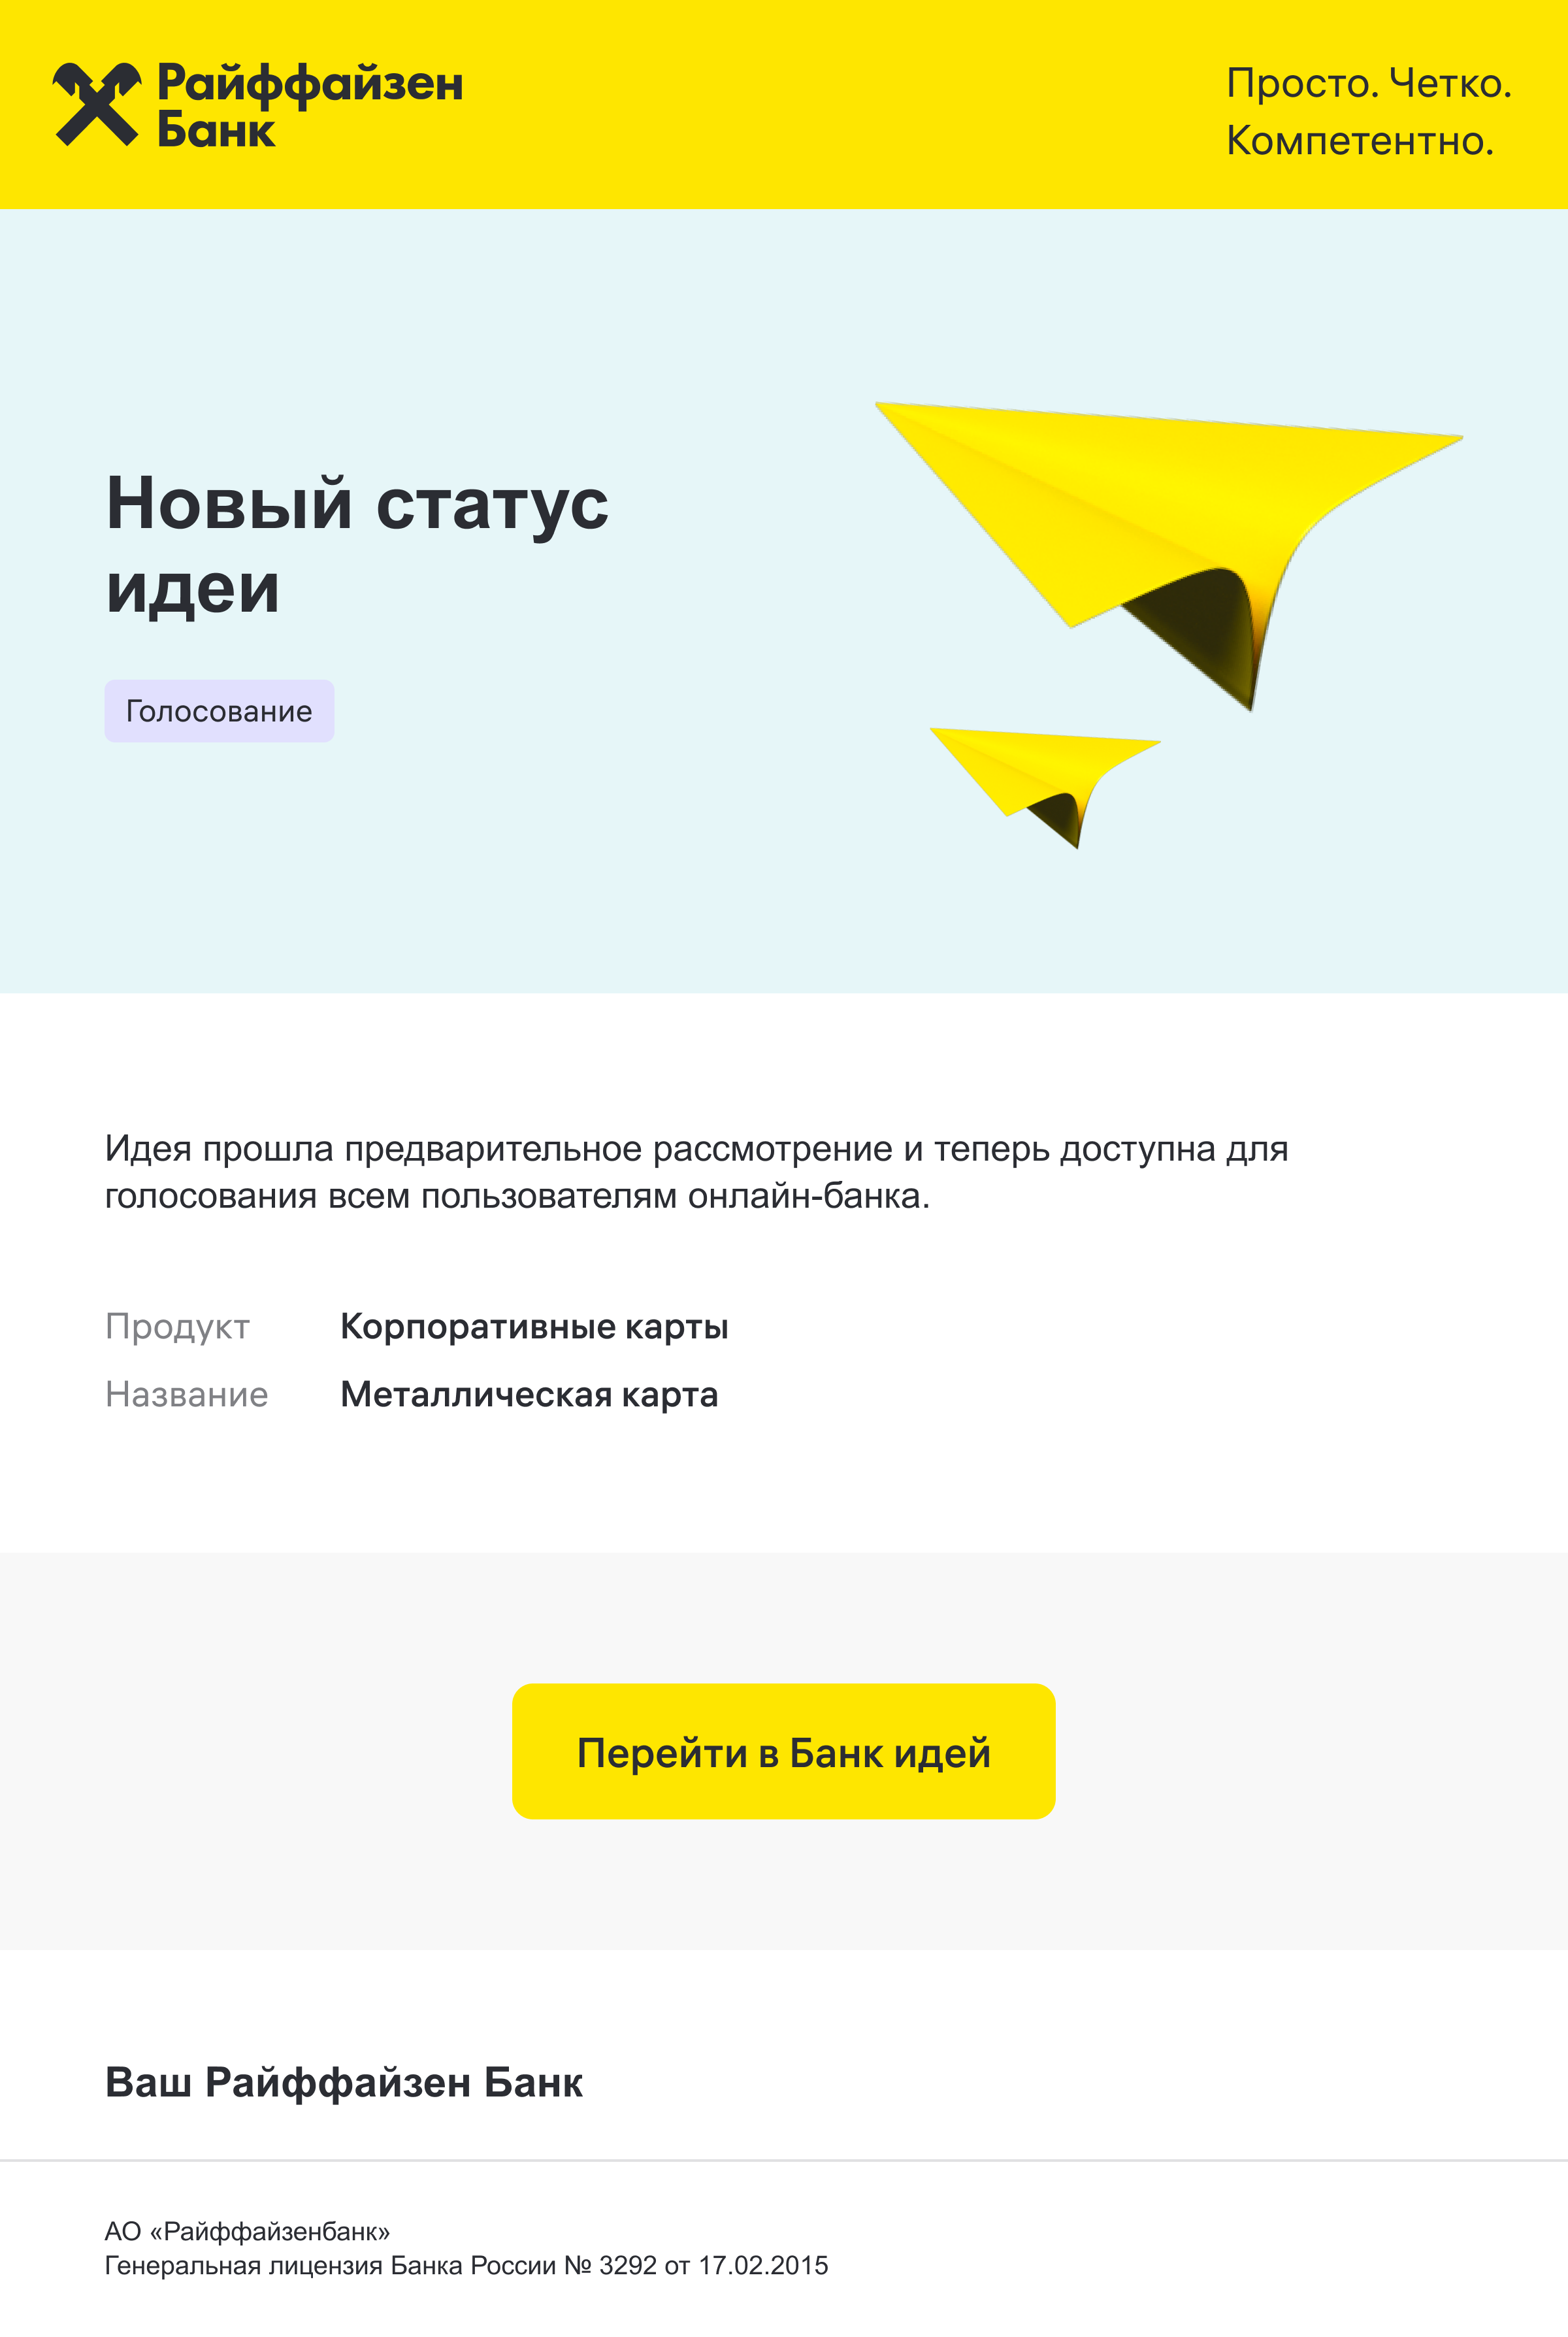 Райффайзен
Банк
Просто. Четко.
Компетентно.
Новый статус
идеи
Голосование
Идея прошла предварительное рассмотрение и теперь доступна для
голосования всем пользователям онлайн-банка.
Продукт Корпоративные карты
Название Металлическая карта
Перейти в Банк идей
Ваш Райффайзен Банк
АО «Райффайзенбанк»
Генеральная лицензия Банка России № 3292 от 17.02.2015